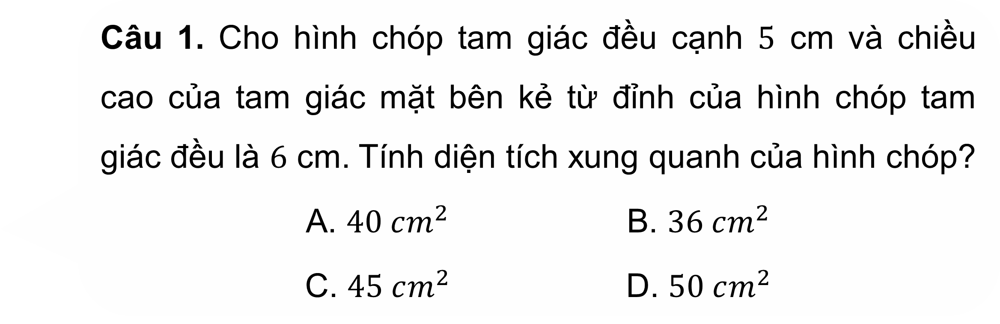 Câu 1. Cho hình chóp tam giác đều cạnh 5 cm và chiều
cao của tam giác mặt bên kẻ từ đỉnh của hình chóp tam
giác đều là 6 cm. Tính diện tích xung quanh của hình chóp?
A. 40 cm² B. 36 cm²
C. 45 cm² D. 50 cm²